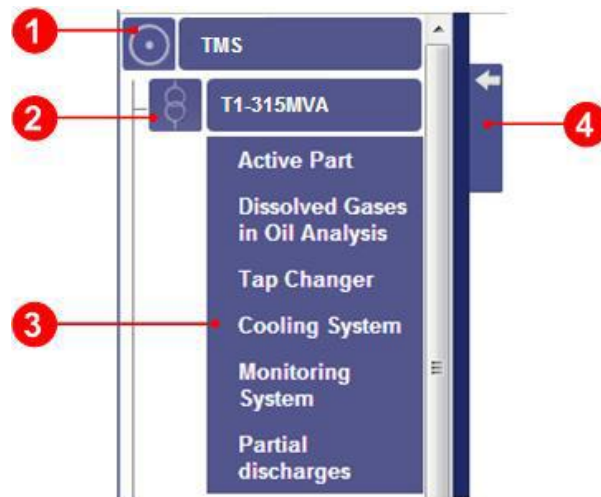 1
TMS
2
T1-315MVA
4
Active Part
Dissolved Gases
in Oil Analysis
Tap Changer
3
Cooling System
Monitoring
System
Partial
discharges